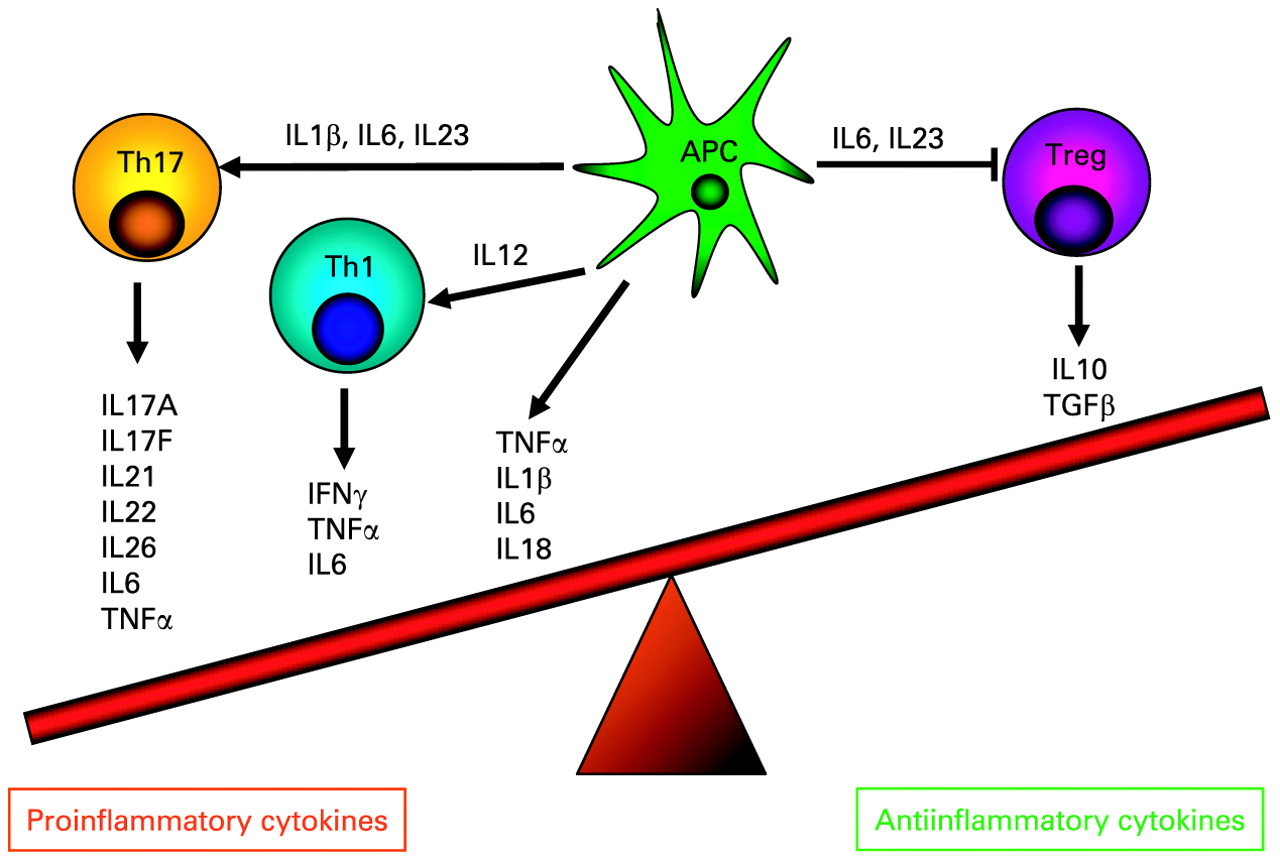 IL1β, IL6, IL23
APC
IL6, IL23
Th17
Treg
Th1
IL12
IL17A
IL17F
IL21
IL22
IL26
IL6
TNFα
IFNγ
TNFα
IL6
TNFα
IL1β
IL6
IL18
IL10
TGFβ
Proinflammatory cytokines
Antiinflammatory cytokines